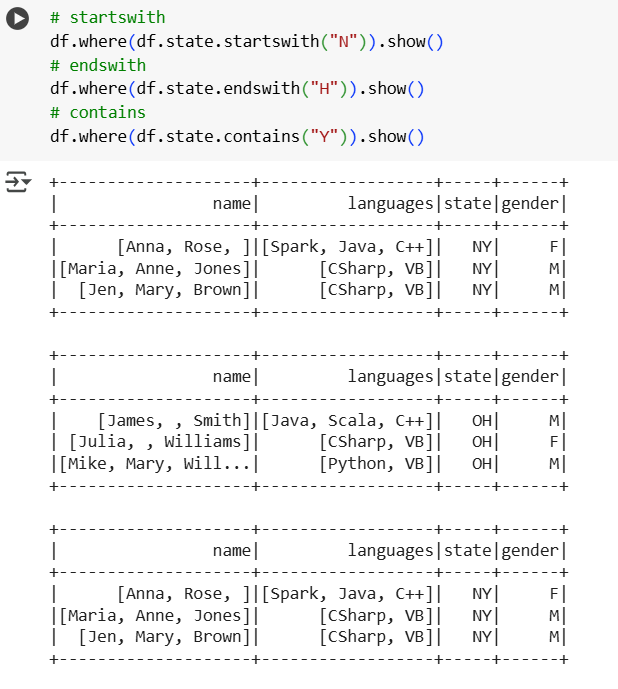 # startswith
df.where(df.state.startswith("N")).show()
# endswith
df.where(df.state.endswith("H")).show()
# contains
df.where(df.state.contains("Y")).show()
+--------------------+------------------+-----+------+
|                name|         languages|state|gender|
+--------------------+------------------+-----+------+
|      [Anna, Rose, ]|[Spark, Java, C++]|   NY|     F|
|[Maria, Anne, Jones]|      [CSharp, VB]|   NY|     M|
|  [Jen, Mary, Brown]|      [CSharp, VB]|   NY|     M|
+--------------------+------------------+-----+------+
+--------------------+------------------+-----+------+
|                name|         languages|state|gender|
+--------------------+------------------+-----+------+
|    [James, , Smith]|[Java, Scala, C++]|   OH|     M|
| [Julia, , Williams]|      [CSharp, VB]|   OH|     F|
|[Mike, Mary, Will...|      [Python, VB]|   OH|     M|
+--------------------+------------------+-----+------+
+--------------------+------------------+-----+------+
|                name|         languages|state|gender|
+--------------------+------------------+-----+------+
|      [Anna, Rose, ]|[Spark, Java, C++]|   NY|     F|
|[Maria, Anne, Jones]|      [CSharp, VB]|   NY|     M|
|  [Jen, Mary, Brown]|      [CSharp, VB]|   NY|     M|
+--------------------+------------------+-----+------+